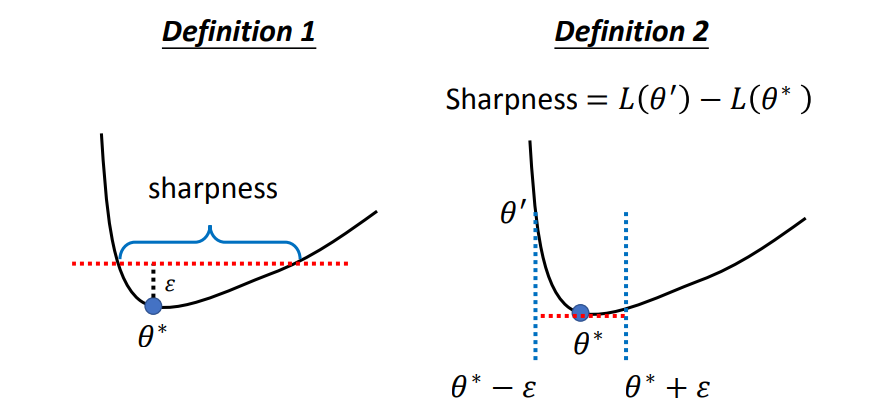 Definition 1
sharpness
ε
θ*
Definition 2
Sharpness = L(θ′) − L(θ* )
θ′
θ*
θ* − ε
θ* + ε